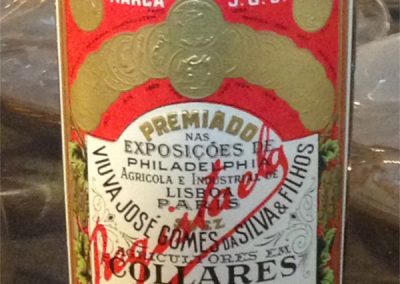 MARCA J. G. S.
PREMIADO
NAS
EXPOSIÇÕES DE
PHILADELPHIA
AGRICOLA E INDUSTRIAL DE
LISBOA
PARIS
VIUVA JOSÉ GOMES DA SILVA & FILHOS
AGRICULTORES EM
COLLARES